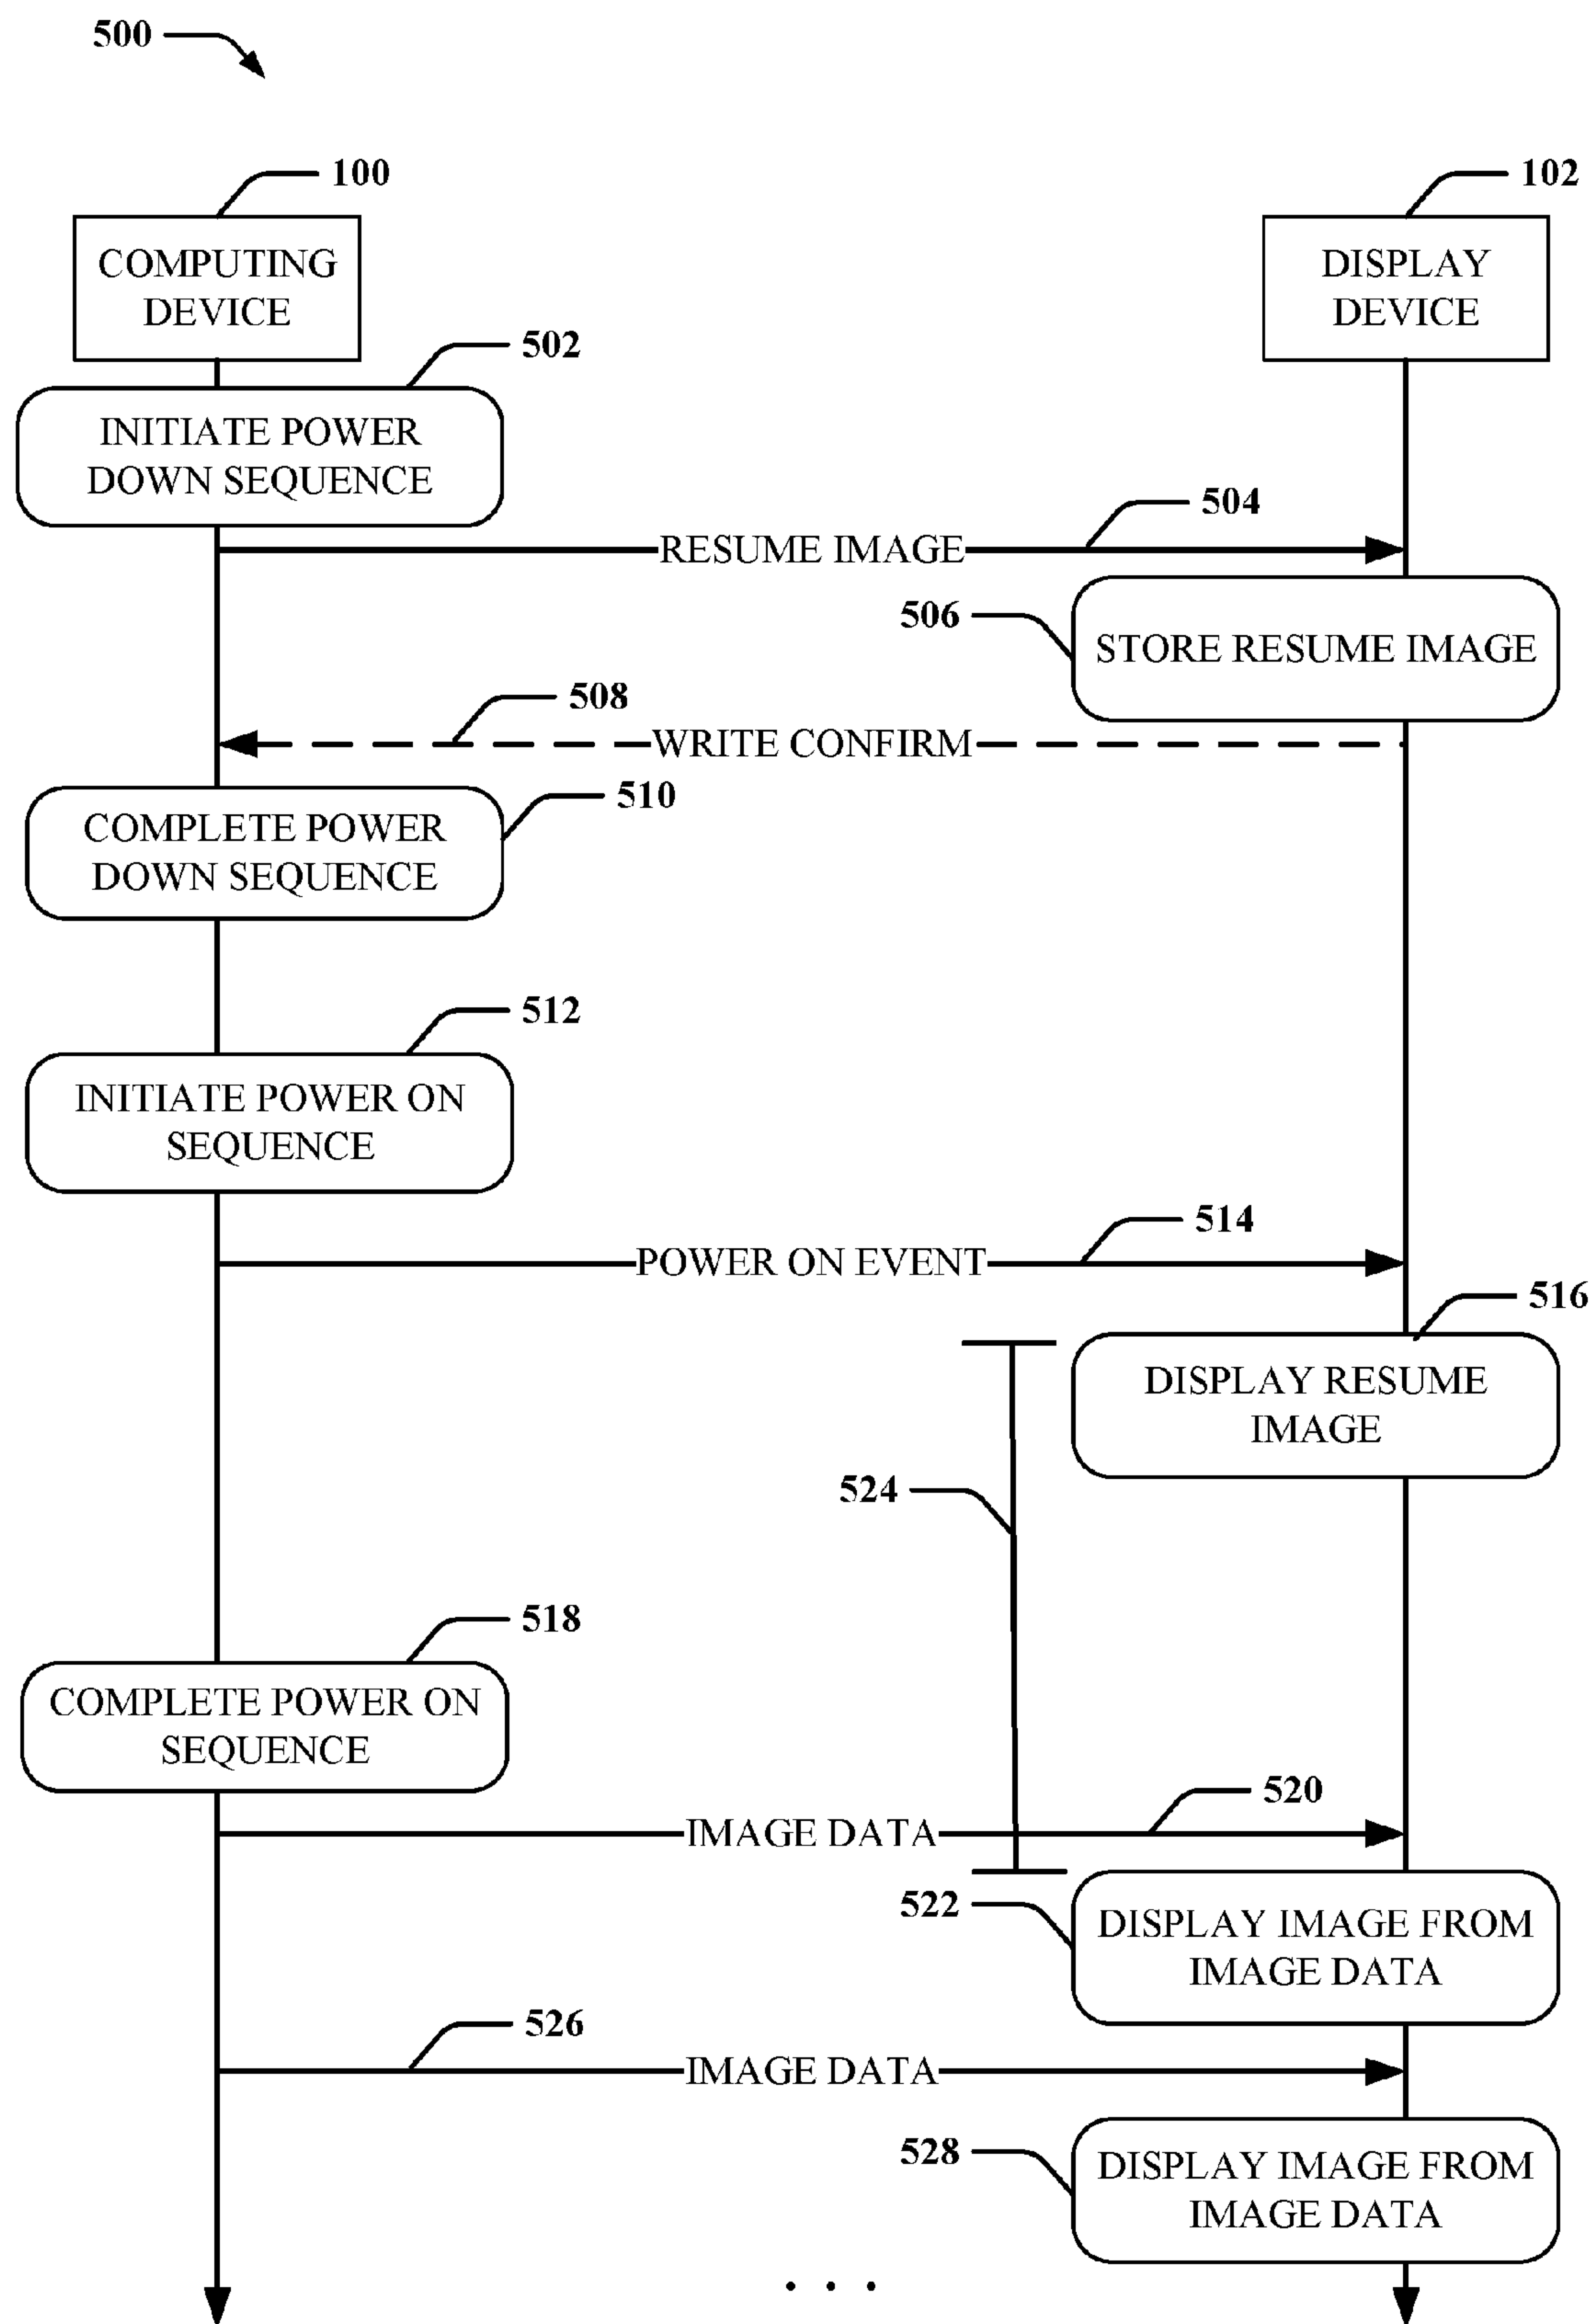 500
100
102
COMPUTING
DEVICE
DISPLAY
DEVICE
502
INITIATE POWER
DOWN SEQUENCE
504
RESUME IMAGE
506
STORE RESUME IMAGE
508
WRITE CONFIRM
510
COMPLETE POWER
DOWN SEQUENCE
512
INITIATE POWER ON
SEQUENCE
514
POWER ON EVENT
516
DISPLAY RESUME
IMAGE
524
518
COMPLETE POWER ON
SEQUENCE
520
IMAGE DATA
522
DISPLAY IMAGE FROM
IMAGE DATA
526
IMAGE DATA
528
DISPLAY IMAGE FROM
IMAGE DATA
. . .